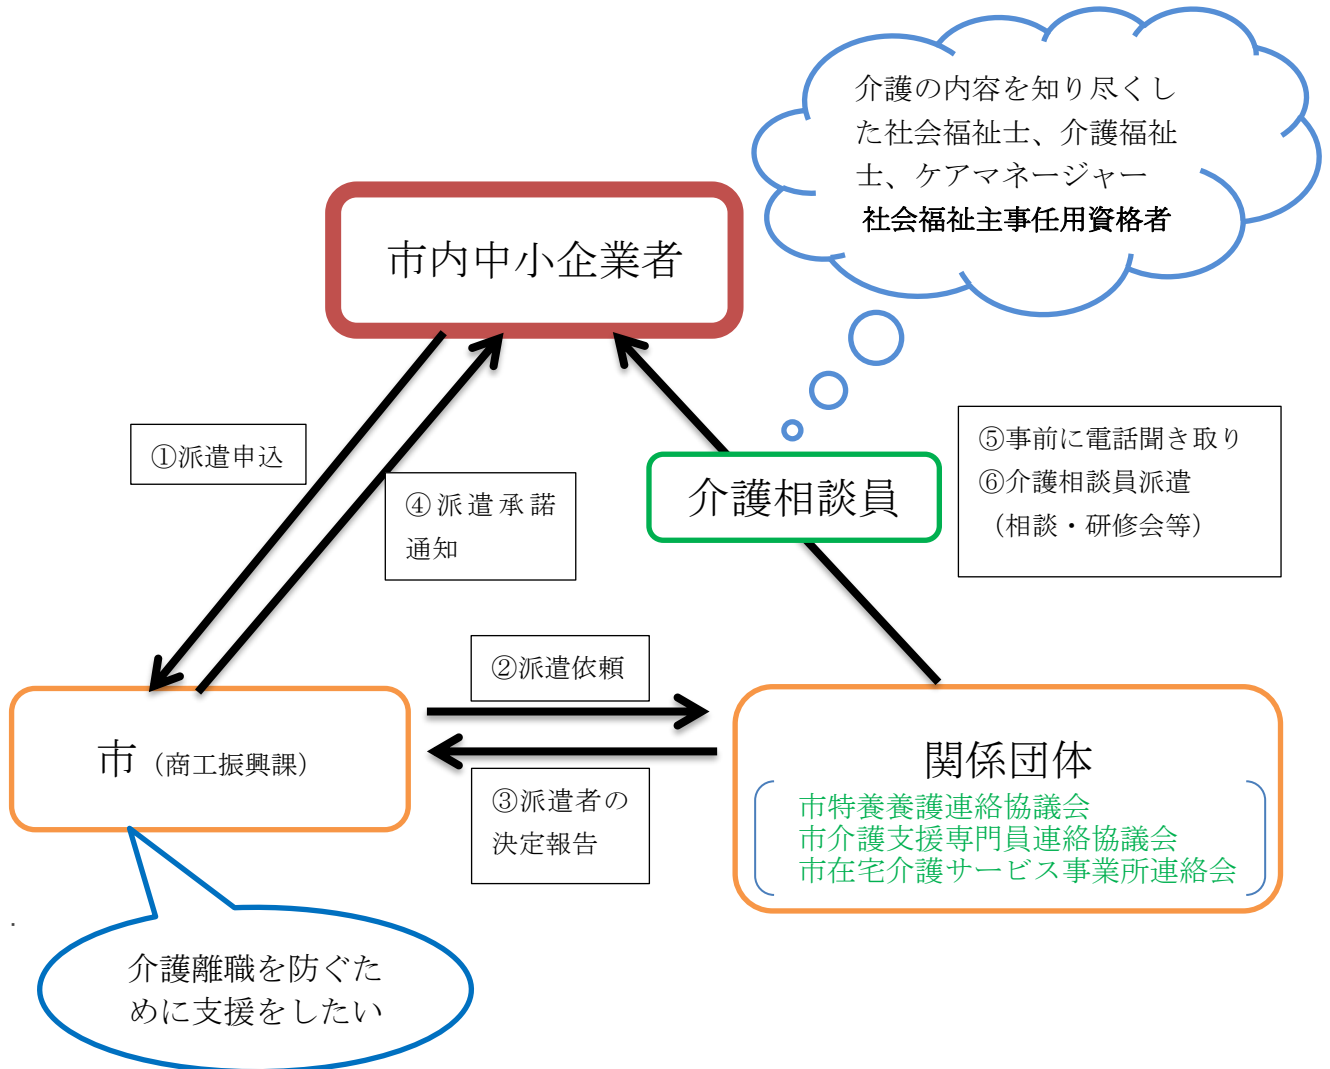 介護の内容を知り尽くし
た社会福祉士、介護福祉
士、ケアマネージャー
社会福祉主事任用資格者
市内中小企業者
①派遣申込
④派遣承諾
通知
介護相談員
⑤事前に電話聞き取り
⑥介護相談員派遣
(相談・研修会等)
②派遣依頼
市(商工振興課)
③派遣者の
決定報告
関係団体
市特養養護連絡協議会
市介護支援専門員連絡協議会
市在宅介護サービス事業所連絡会
介護離職を防ぐた
めに支援をしたい